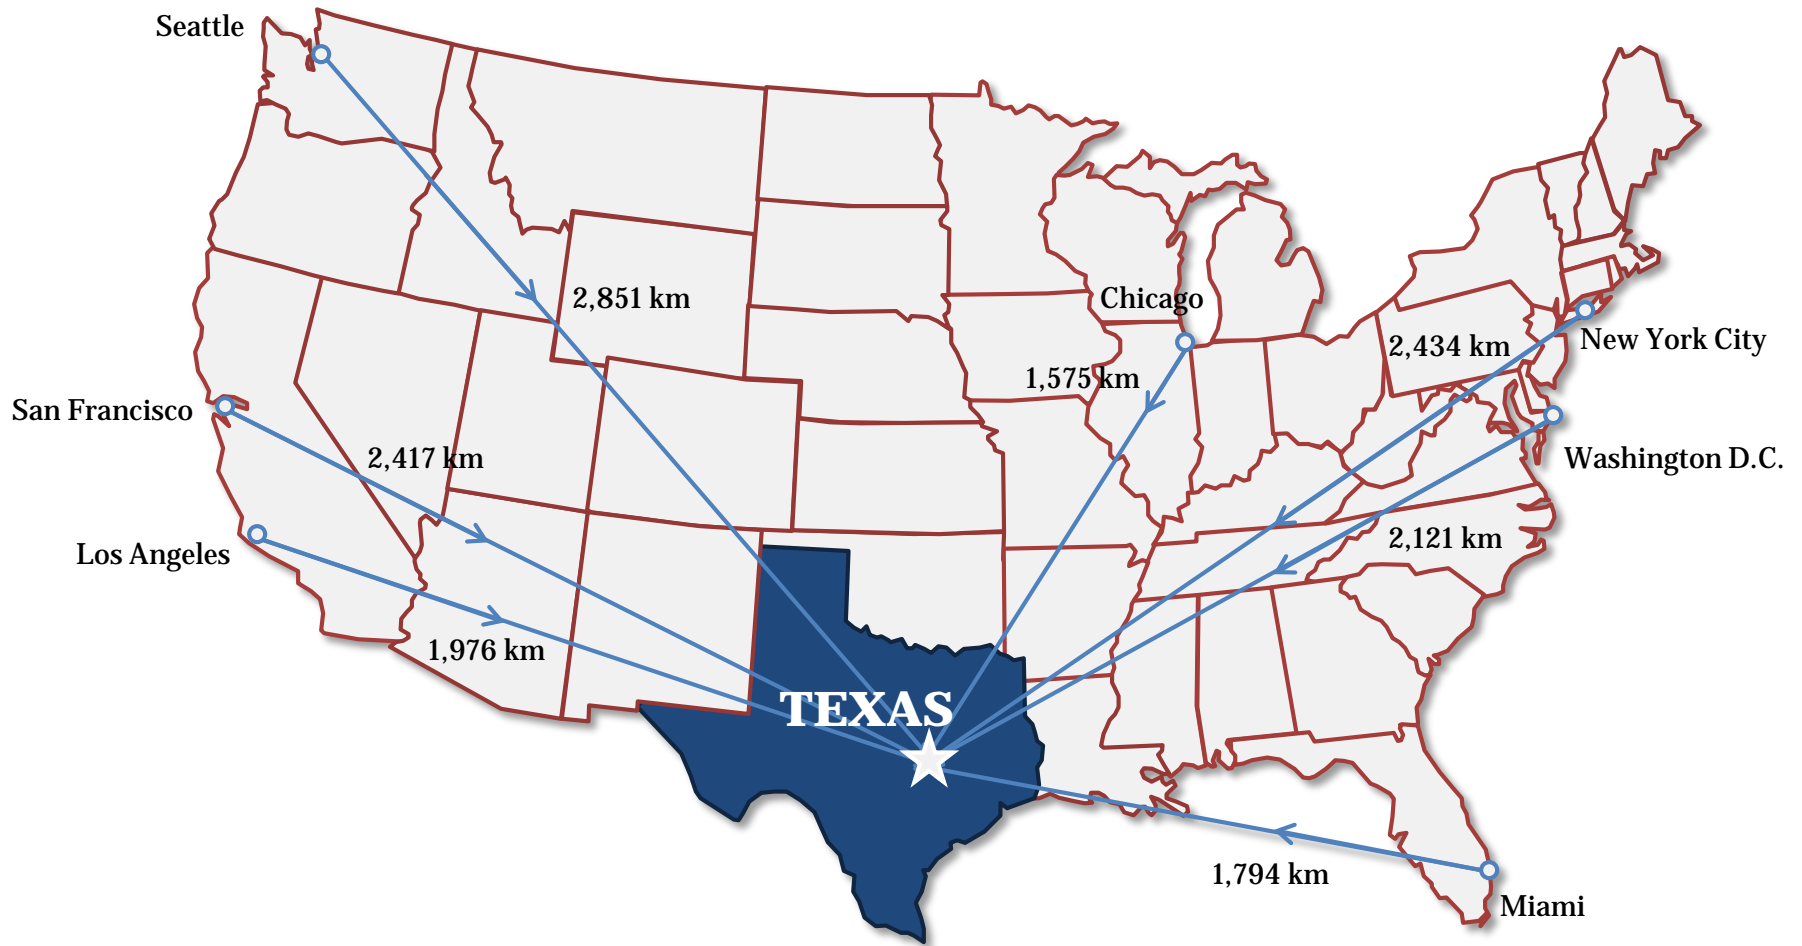 Seattle
2,851 km
Chicago
New York City
2,434 km
1,575 km
San Francisco
2,417 km
Washington D.C.
2,121 km
Los Angeles
1,976 km
TEXAS
1,794 km
Miami